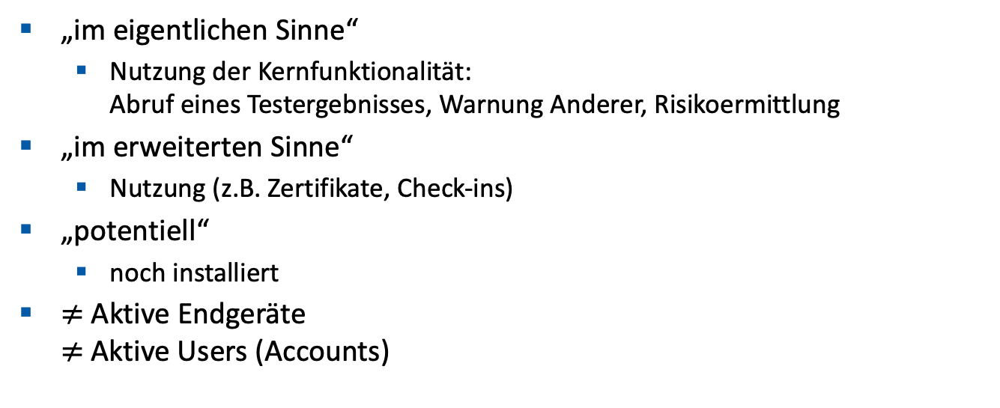 „im eigentlichen Sinne“
Nutzung der Kernfunktionalität:
Abruf eines Testergebnisses, Warnung Anderer, Risikoermittlung
„im erweiterten Sinne“
Nutzung (z.B. Zertifikate, Check-ins)
„potentiell“
noch installiert
≠ Aktive Endgeräte
≠ Aktive Users (Accounts)